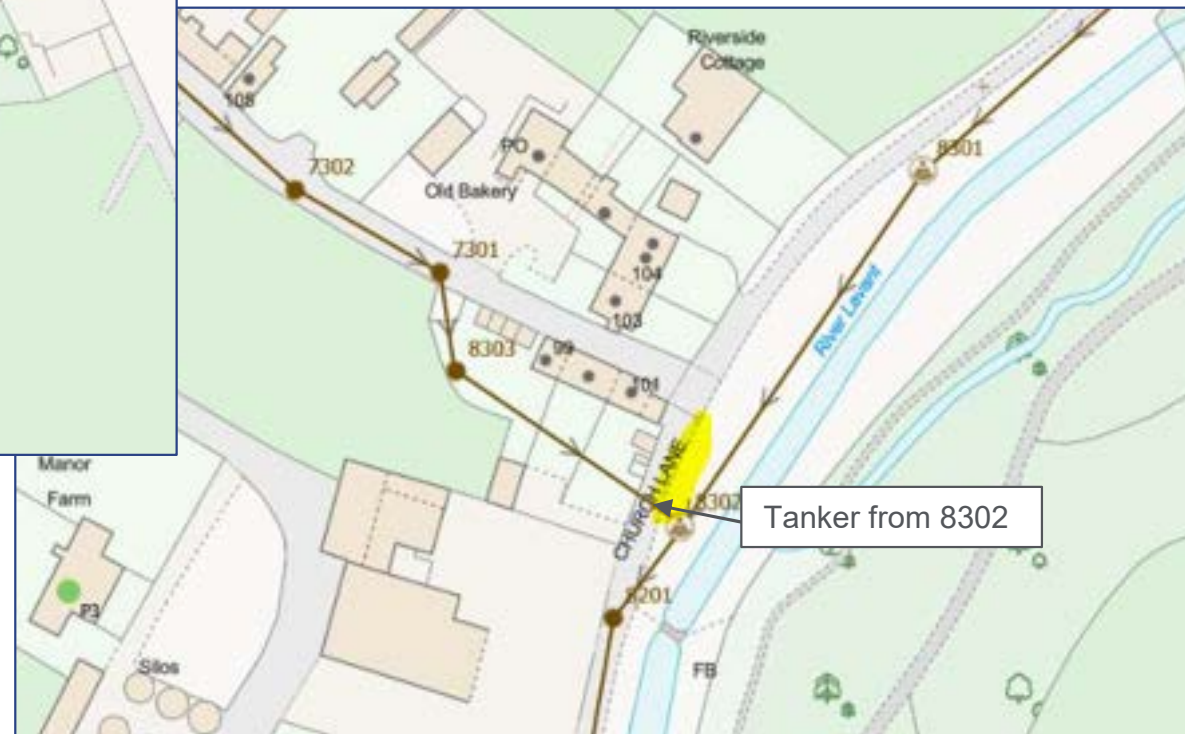 Riverside
Cottage
108
PO
8301
7302
Old Bakery
7301
104
River Lavant
103
8303
99
101
CHURCH LANE
Manor
Farm
8302
Tanker from 8302
P3
8201
Silos
FB